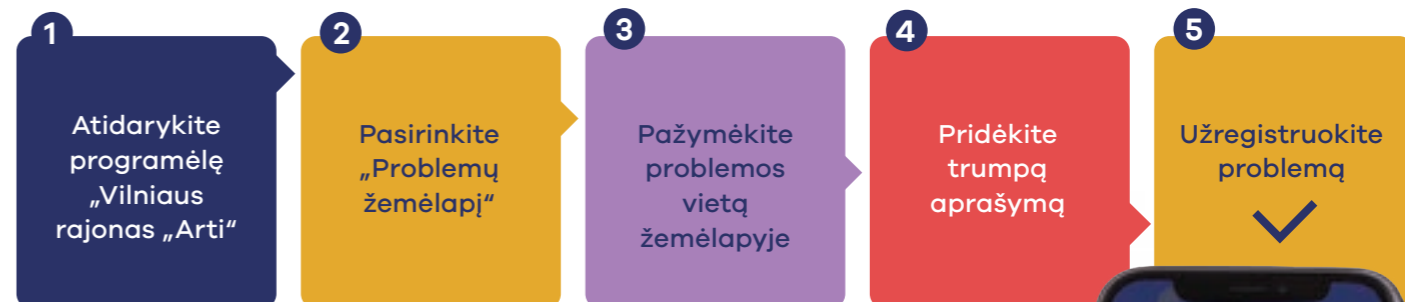 1
Atidarykite
programėlę
„Vilniaus
rajonas „Arti“
2
Pasirinkite
„Problemų
žemėlapį“
3
Pažymėkite
problemos
vietą
žemėlapyje
4
Pridėkite
trumpą
aprašymą
5
Užregistruokite
problemą